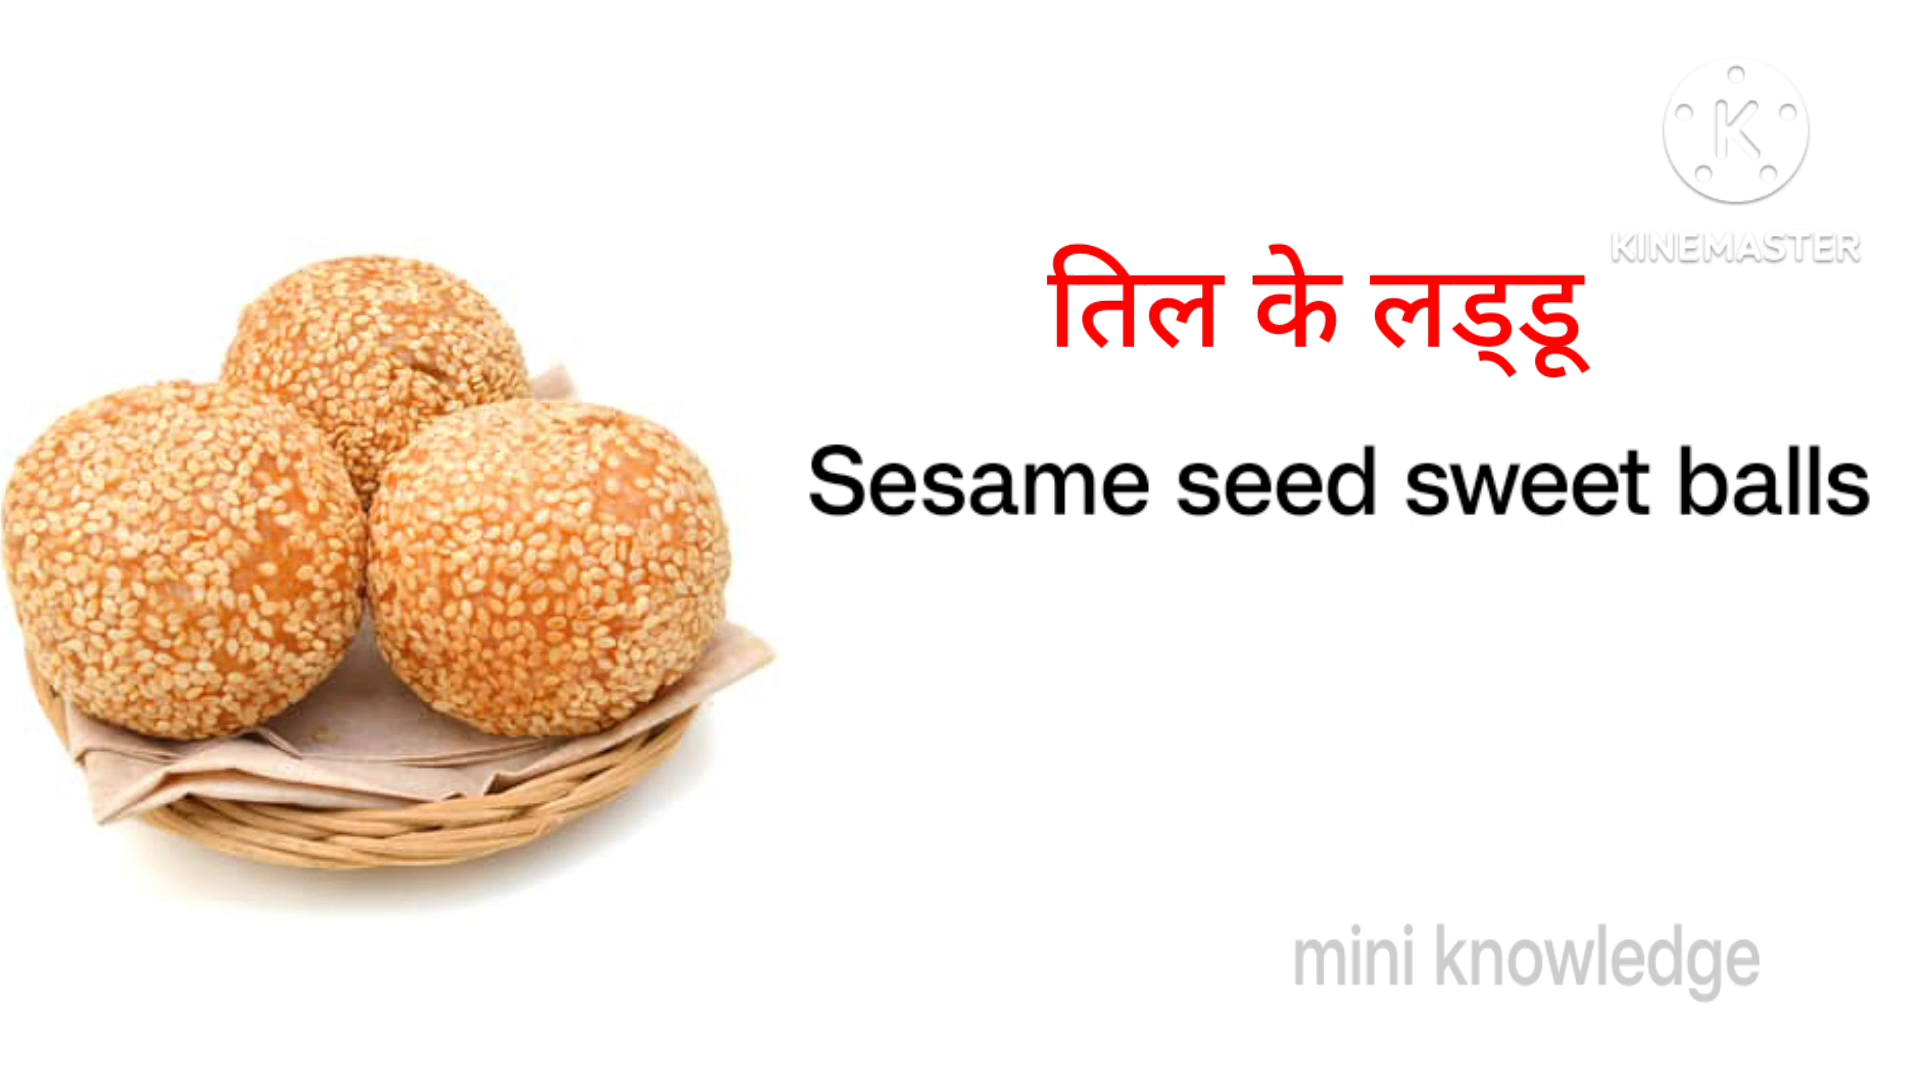 K
KINEMASTER
तिल के लड्डू
Sesame seed sweet balls
mini knowledge